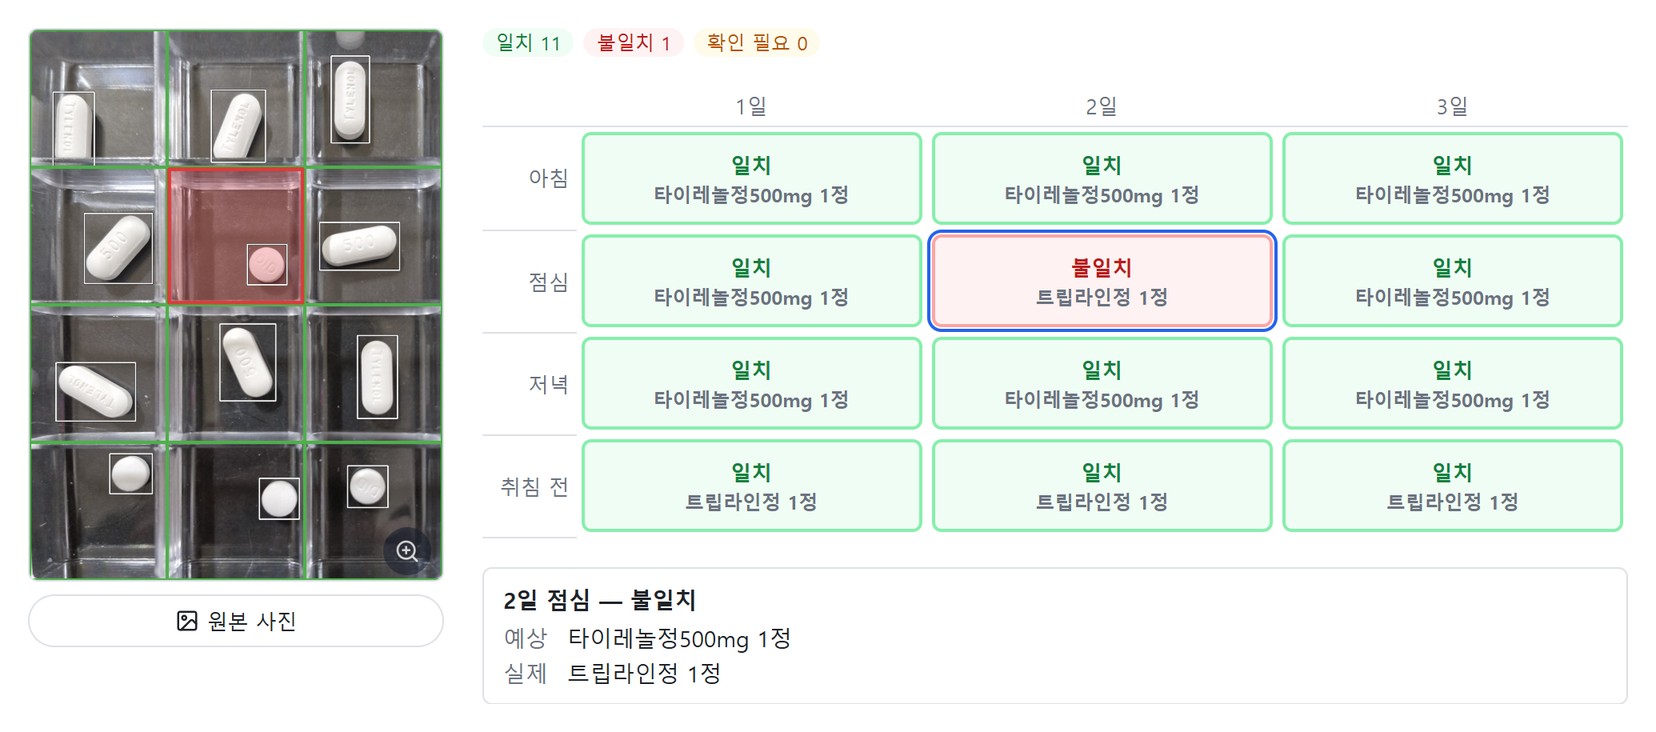 일치 11 불일치 1 확인 필요 0
1일 2일 3일
아침
일치
타이레놀정500mg 1정
일치
타이레놀정500mg 1정
일치
타이레놀정500mg 1정
점심
일치
타이레놀정500mg 1정
불일치
트립라인정 1정
일치
타이레놀정500mg 1정
저녁
일치
타이레놀정500mg 1정
일치
타이레놀정500mg 1정
일치
타이레놀정500mg 1정
취침 전
일치
트립라인정 1정
일치
트립라인정 1정
일치
트립라인정 1정
TYLENOL
TYLENOL
TYLENOL
500
500
TYLENOL
500
TYLENOL
원본 사진
2일 점심 — 불일치
예상 타이레놀정500mg 1정
실제 트립라인정 1정